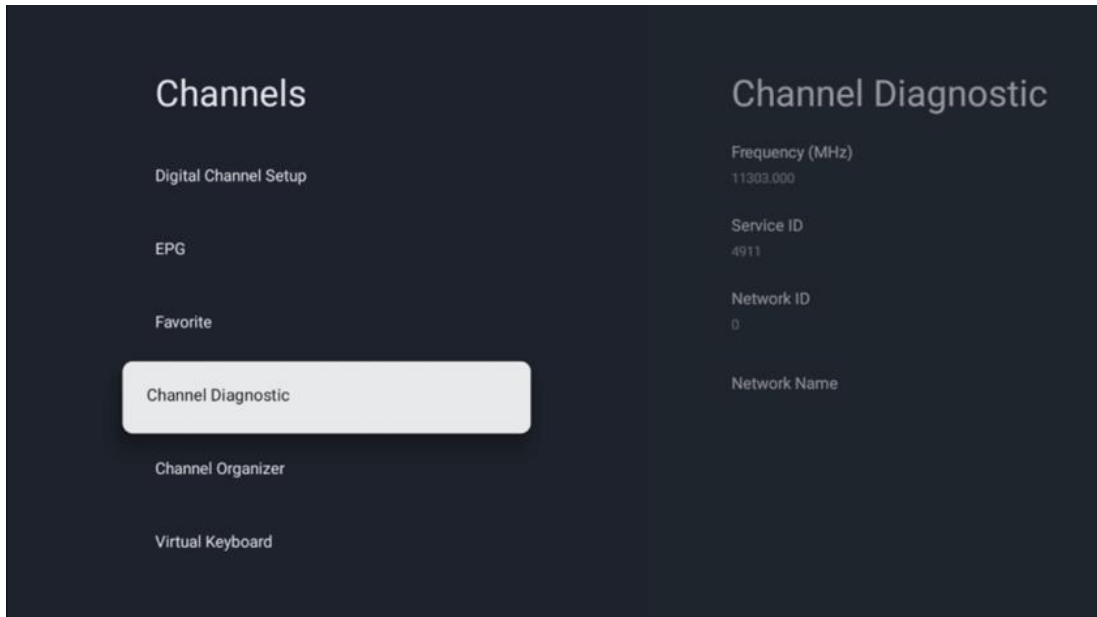 Channels
Digital Channel Setup
EPG
Favorite
Channel Diagnostic
Channel Organizer
Virtual Keyboard
Channel Diagnostic
Frequency (MHz)
11303.000
Service ID
4911
Network ID
0
Network Name